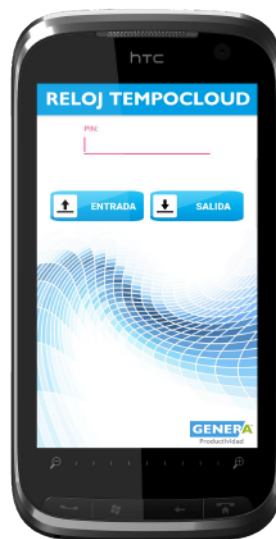 hTC
RELOJ TEMPOCLOUD
PIN:
ENTRADA SALIDA
GENERA
Productividad